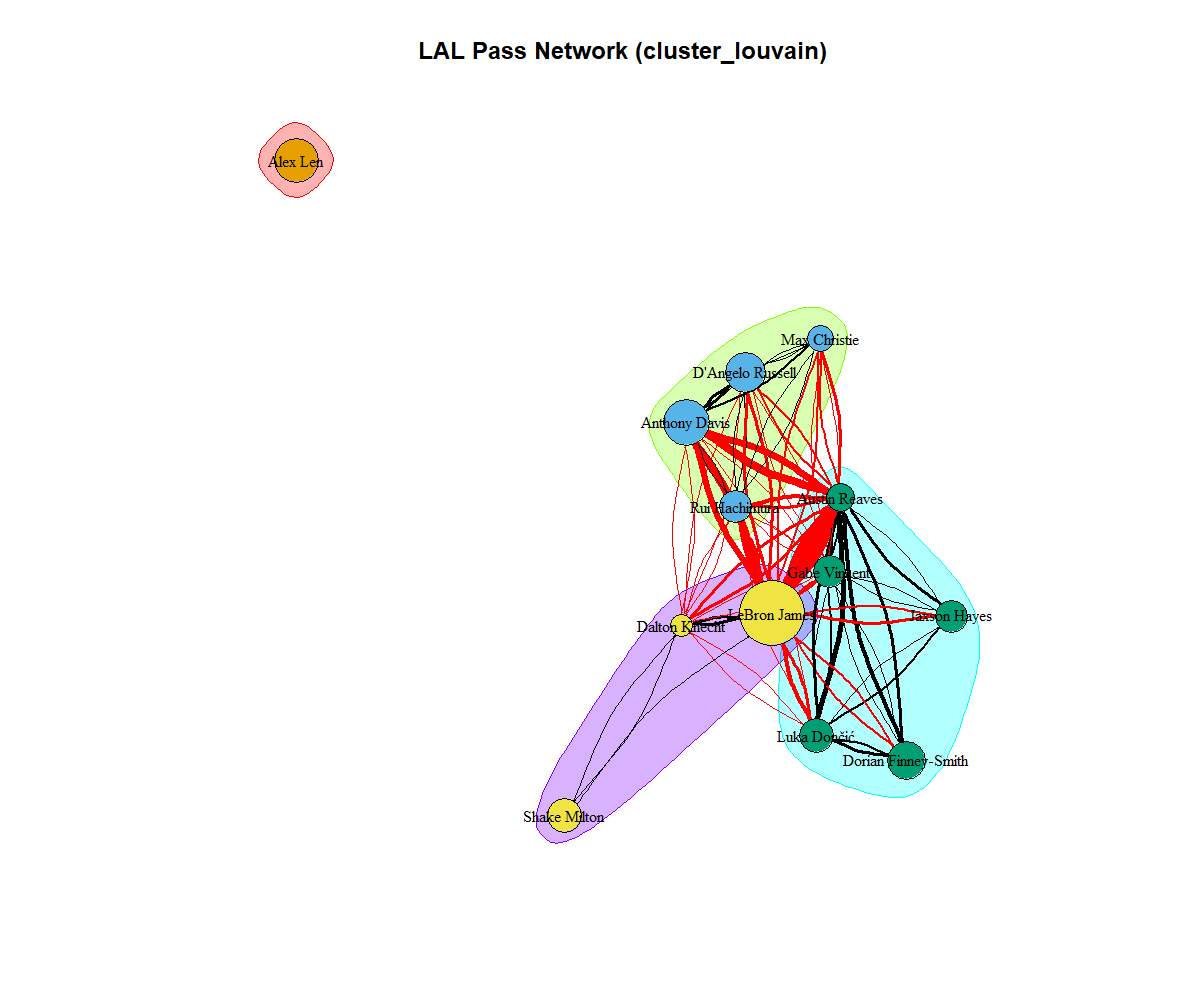 LAL Pass Network (cluster_louvain)
Alex Len
Max Christie
D'Angelo Russell
Anthony Davis
Austin Reaves
Rui Hachimura
Gabe Vincent
LeBron James
Jaxson Hayes
Dalton Knecht
Luka Dončić
Dorian Finney-Smith
Shake Milton